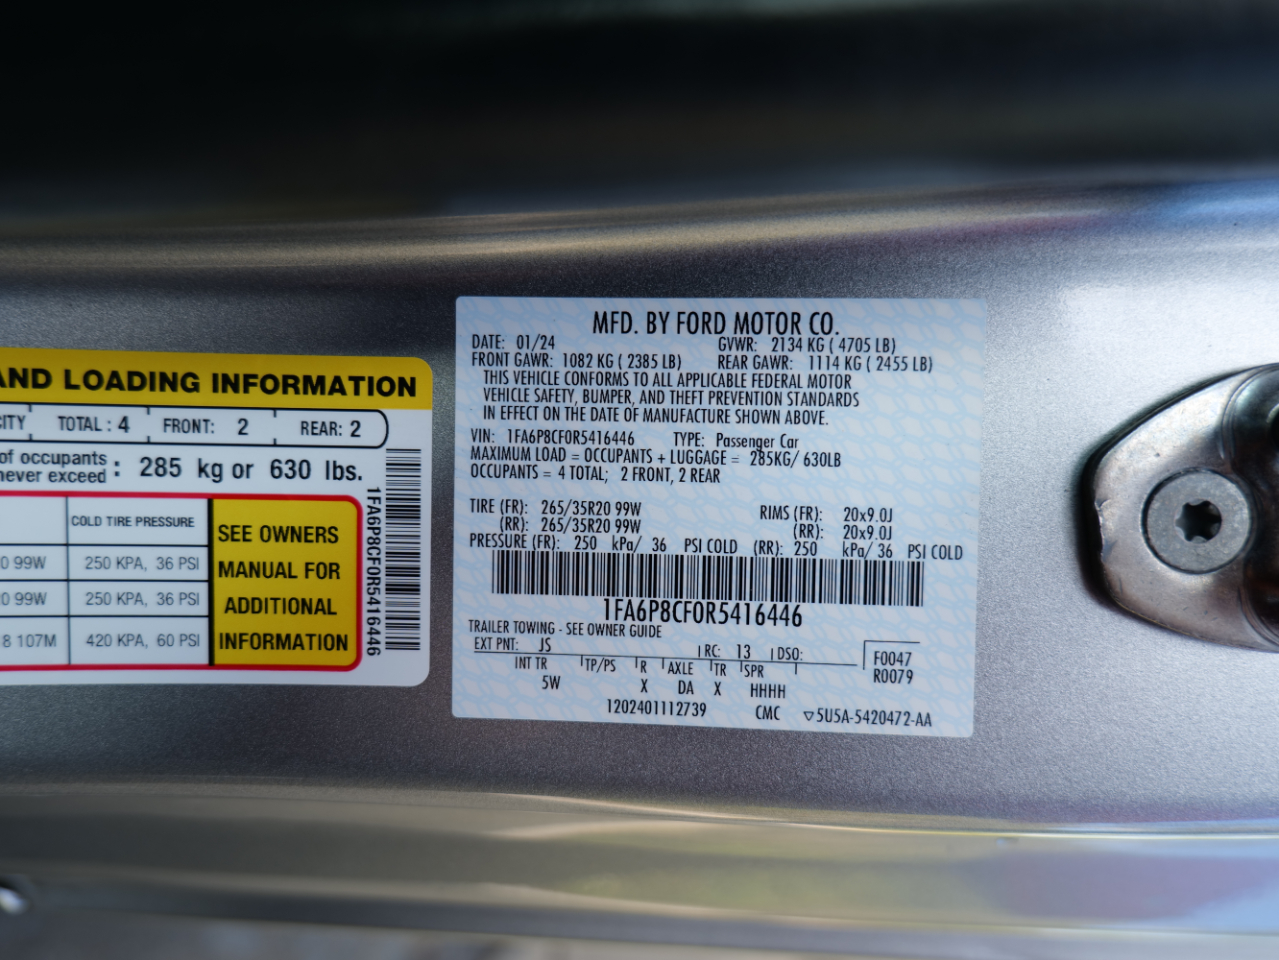 AND LOADING INFORMATION
CITY TOTAL : 4 FRONT: 2 REAR: 2
of occupants
never exceed : 285 kg or 630 lbs.
COLD TIRE PRESSURE
0 99W 250 KPA, 36 PSI
0 99W 250 KPA, 36 PSI
8 107M 420 KPA, 60 PSI
SEE OWNERS
MANUAL FOR
ADDITIONAL
INFORMATION
1FA6P8CF0R5416446
MFD. BY FORD MOTOR CO.
DATE: 01/24 GVWR: 2134 KG ( 4705 LB)
FRONT GAWR: 1082 KG ( 2385 LB) REAR GAWR: 1114 KG ( 2455 LB)
THIS VEHICLE CONFORMS TO ALL APPLICABLE FEDERAL MOTOR
VEHICLE SAFETY, BUMPER, AND THEFT PREVENTION STANDARDS
IN EFFECT ON THE DATE OF MANUFACTURE SHOWN ABOVE.
VIN: 1FA6P8CF0R5416446 TYPE: Passenger Car
MAXIMUM LOAD = OCCUPANTS + LUGGAGE = 285KG/ 630LB
OCCUPANTS = 4 TOTAL; 2 FRONT, 2 REAR
TIRE (FR): 265/35R20 99W RIMS (FR): 20x9.0J
(RR): 265/35R20 99W (RR): 20x9.0J
PRESSURE (FR): 250 kPa/ 36 PSI COLD (RR): 250 kPa/ 36 PSI COLD
1FA6P8CF0R5416446
TRAILER TOWING - SEE OWNER GUIDE
EXT PNT: JS RC: 13 DSO: F0047
R0079
INT TR TP/PS R AXLE TR SPR
5W X DA X HHHH
1202401112739 CMC ▽5U5A-5420472-AA